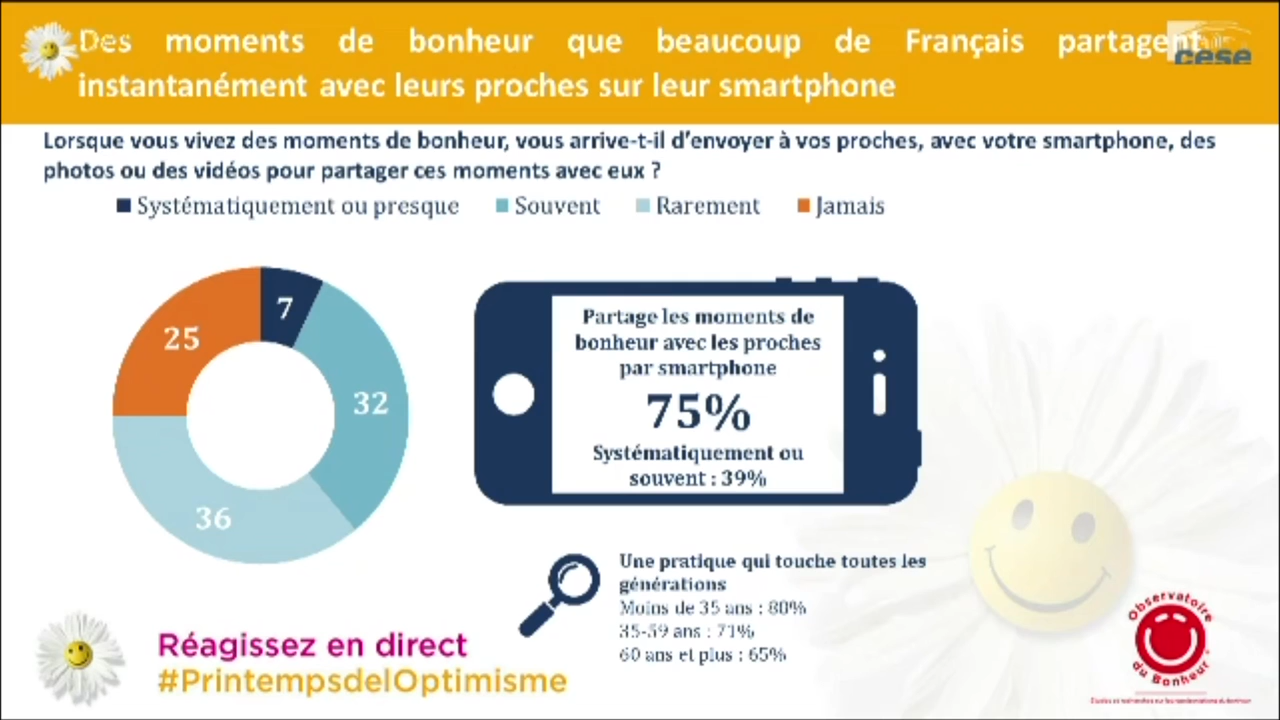 Des moments de bonheur que beaucoup de Français partagent
instantanément avec leurs proches sur leur smartphone
cese
Lorsque vous vivez des moments de bonheur, vous arrive-t-il d’envoyer à vos proches, avec votre smartphone, des
photos ou des vidéos pour partager ces moments avec eux ?
Systématiquement ou presque Souvent Rarement Jamais
7
25
32
36
Partage les moments de
bonheur avec les proches
par smartphone
75%
Systématiquement ou
souvent : 39%
Une pratique qui touche toutes les
générations
Moins de 35 ans : 80%
35-59 ans : 71%
60 ans et plus : 65%
Réagissez en direct
#PrintempsdelOptimisme
Observatoire
du Bonheur